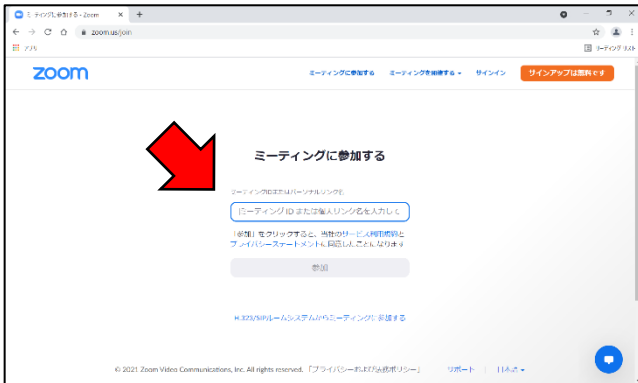 ミーティングに参加する - Zoom
zoom.us/join
アプリ
リーディングリスト
zoom
ミーティングに参加する
ミーティングを開催する
サインイン
サインアップは無料です
ミーティングに参加する
ミーティングIDまたはパーソナルリンク名
ミーティング ID または個人リンク名を入力して
「参加」をクリックすると、当社のサービス利用規約と
プライバシーステートメントに同意したことになります
参加
H.323/SIPルームシステムからミーティングに参加する
© 2021 Zoom Video Communications, Inc. All rights reserved. 「プライバシーおよび法務ポリシー」 サポート | 日本語